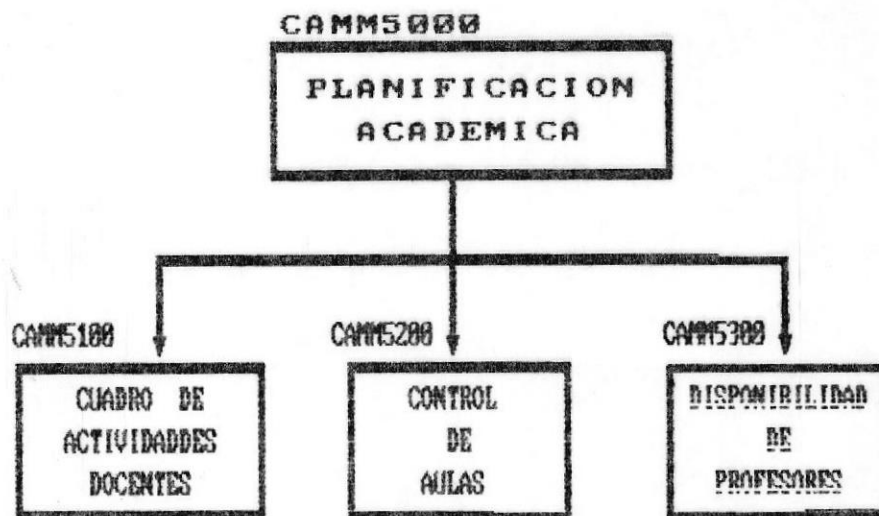 CAMM5000
PLANIFICACION
ACADEMICA
CAMM5100
CUADRO DE
ACTIVIDADDES
DOCENTES
CAMM5200
CONTROL
DE
AULAS
CAMM5300
DISPONIBILIDAD
DE
PROFESORES